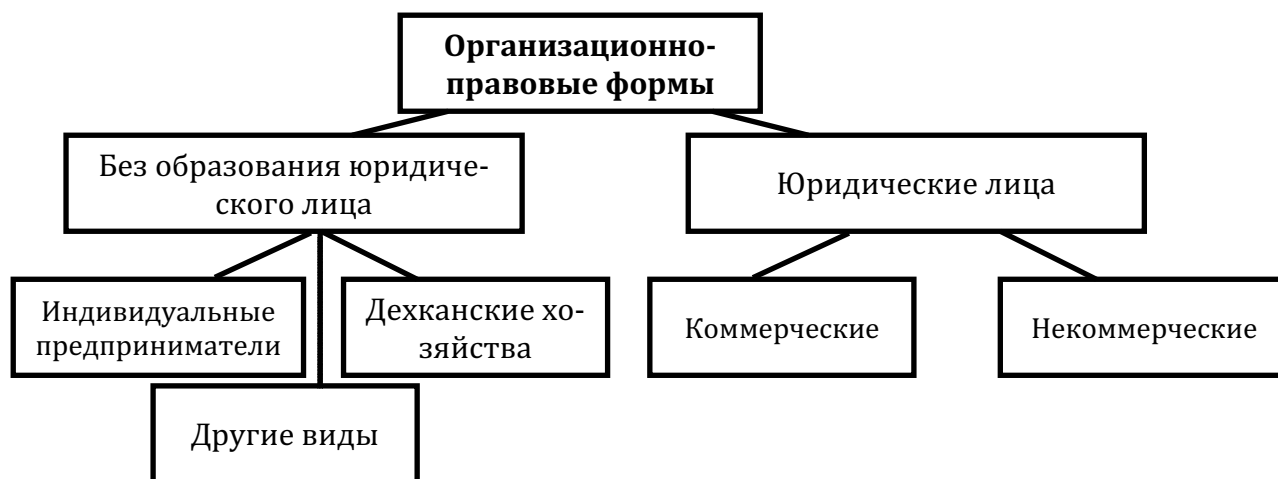 Организационно-
правовые формы
Без образования юридиче-
ского лица
Юридические лица
Индивидуальные
предприниматели
Дехканские хо-
зяйства
Коммерческие
Некоммерческие
Другие виды